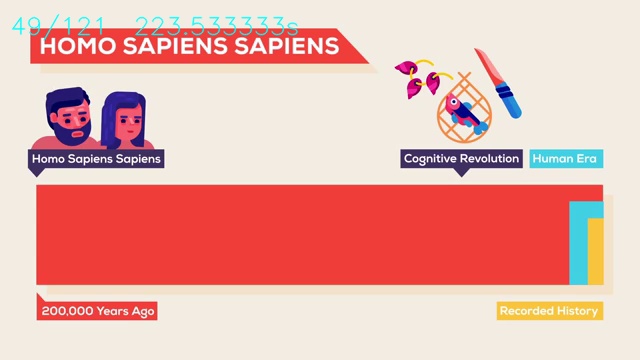 49/121 223.533333s
HOMO SAPIENS SAPIENS
Homo Sapiens Sapiens
Cognitive Revolution
Human Era
200,000 Years Ago
Recorded History